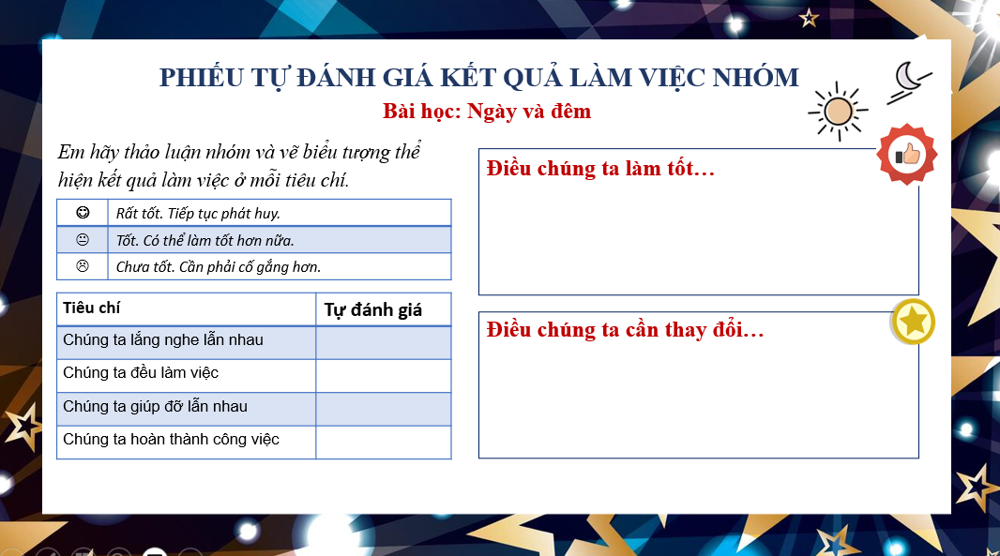 PHIẾU TỰ ĐÁNH GIÁ KẾT QUẢ LÀM VIỆC NHÓM
Bài học: Ngày và đêm
Em hãy thảo luận nhóm và vẽ biểu tượng thể
hiện kết quả làm việc ở mỗi tiêu chí.
Rất tốt. Tiếp tục phát huy.
Tốt. Có thể làm tốt hơn nữa.
Chưa tốt. Cần phải cố gắng hơn.
Tiêu chí Tự đánh giá
Chúng ta lắng nghe lẫn nhau
Chúng ta đều làm việc
Chúng ta giúp đỡ lẫn nhau
Chúng ta hoàn thành công việc
Điều chúng ta làm tốt…
Điều chúng ta cần thay đổi…